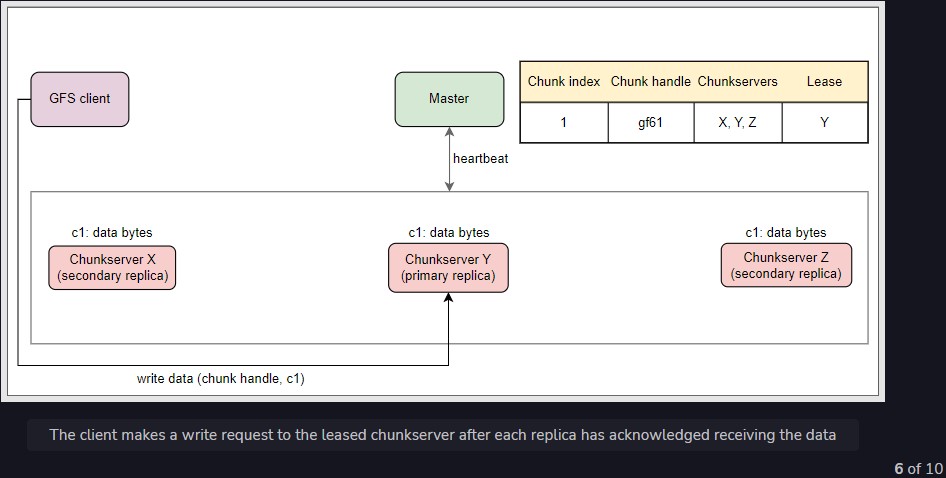 GFS client
Master
Chunk index Chunk handle Chunkservers Lease
1 gf61 X, Y, Z Y
heartbeat
c1: data bytes
Chunkserver X
(secondary replica)
c1: data bytes
Chunkserver Y
(primary replica)
c1: data bytes
Chunkserver Z
(secondary replica)
write data (chunk handle, c1)
The client makes a write request to the leased chunkserver after each replica has acknowledged receiving the data
6 of 10